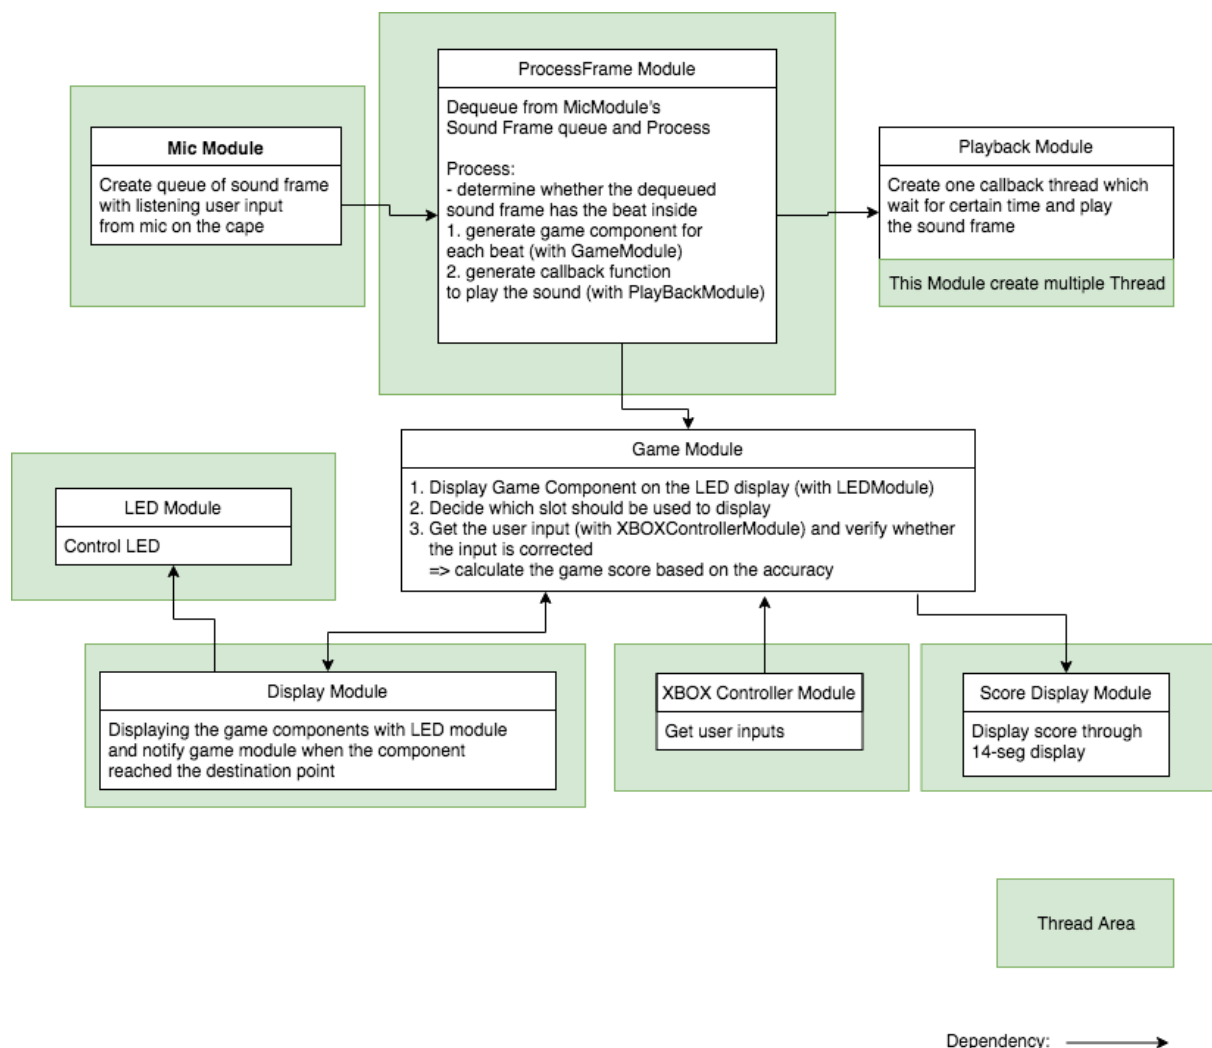 ProcessFrame Module
Dequeue from MicModule's
Sound Frame queue and Process
Process:
- determine whether the dequeued
sound frame has the beat inside
1. generate game component for
each beat (with GameModule)
2. generate callback function
to play the sound (with PlayBackModule)
Mic Module
Create queue of sound frame
with listening user input
from mic on the cape
Playback Module
Create one callback thread which
wait for certain time and play
the sound frame
This Module create multiple Thread
Game Module
1. Display Game Component on the LED display (with LEDModule)
2. Decide which slot should be used to display
3. Get the user input (with XBOXControllerModule) and verify whether
the input is corrected
=> calculate the game score based on the accuracy
LED Module
Control LED
Display Module
Displaying the game components with LED module
and notify game module when the component
reached the destination point
XBOX Controller Module
Get user inputs
Score Display Module
Display score through
14-seg display
Thread Area
Dependency: